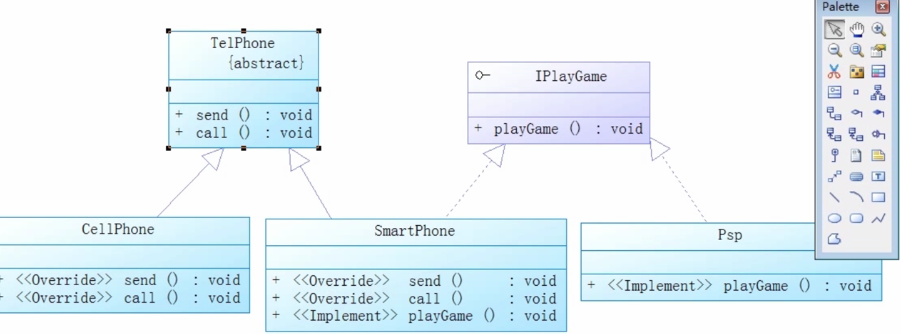 Palette
TelPhone
{abstract}
+ send () : void
+ call () : void
IPlayGame
+ playGame () : void
CellPhone
+ <<Override>> send () : void
+ <<Override>> call () : void
SmartPhone
+ <<Override>> send () : void
+ <<Override>> call () : void
+ <<Implement>> playGame () : void
Psp
+ <<Implement>> playGame () : void